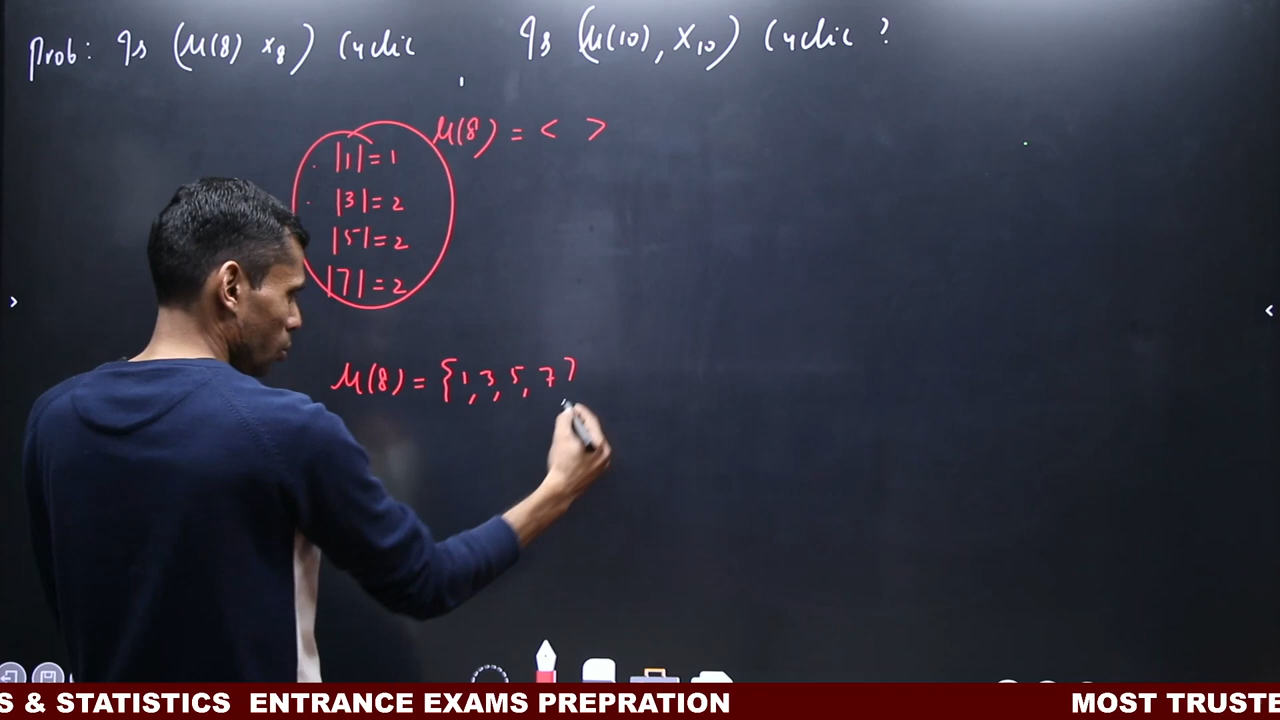 Prob: Is (U(8) x₈) Cyclic Is (U(10), X₁₀) Cyclic ?
U(8) = < >
|1| = 1
|3| = 2
|5| = 2
|7| = 2
U(8) = {1, 3, 5, 7}
S & STATISTICS ENTRANCE EXAMS PREPRATION MOST TRUSTE